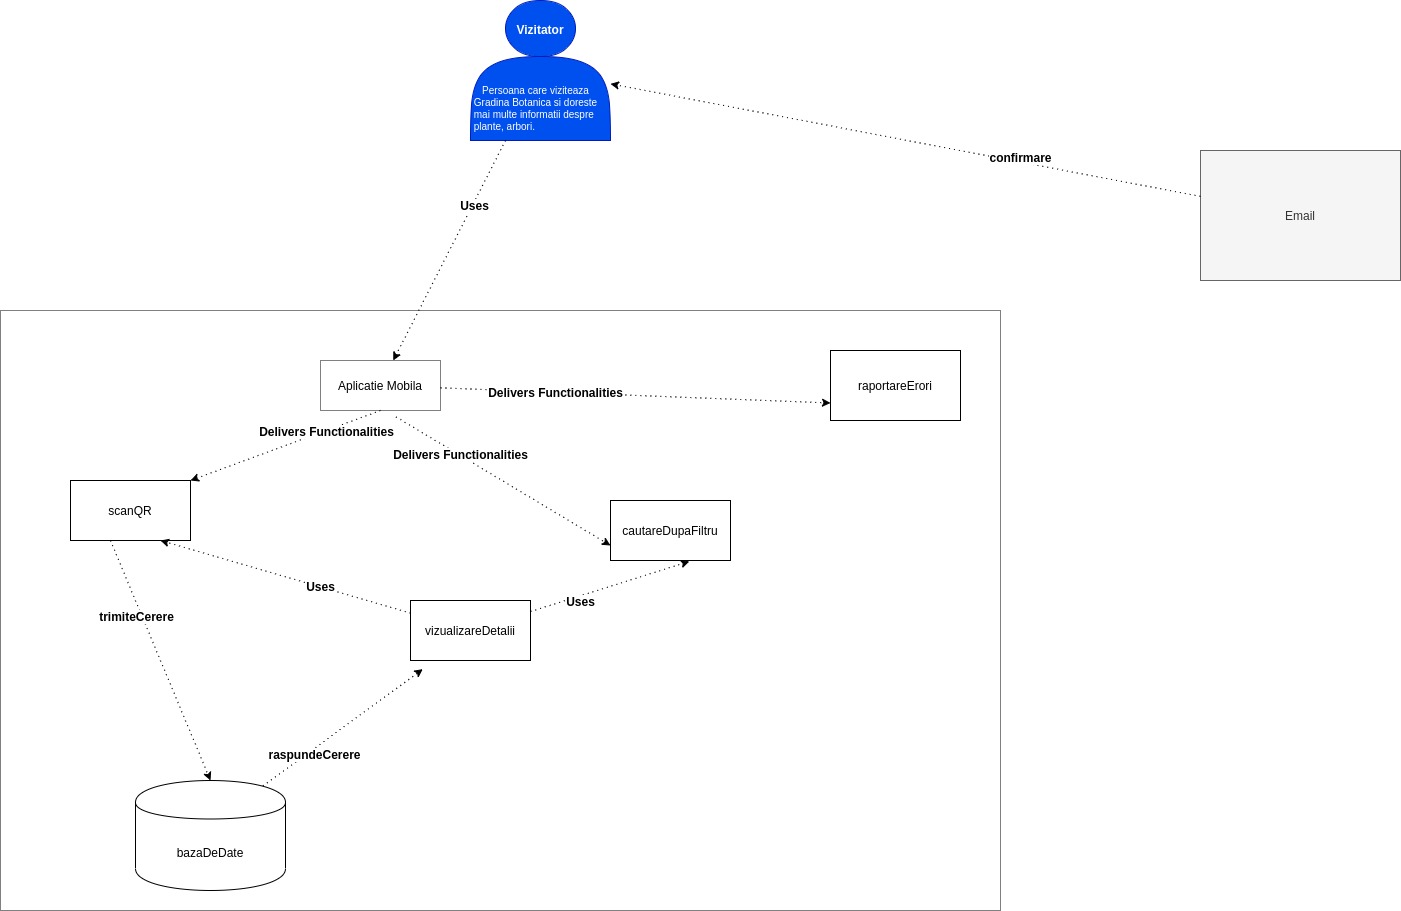 Vizitator
Persoana care viziteaza
Gradina Botanica si doreste
mai multe informatii despre
plante, arbori.
confirmare
Email
Uses
Aplicatie Mobila
raportareErori
Delivers Functionalities
Delivers Functionalities
Delivers Functionalities
scanQR
cautareDupaFiltru
Uses
Uses
trimiteCerere
vizualizareDetalii
raspundeCerere
bazaDeDate